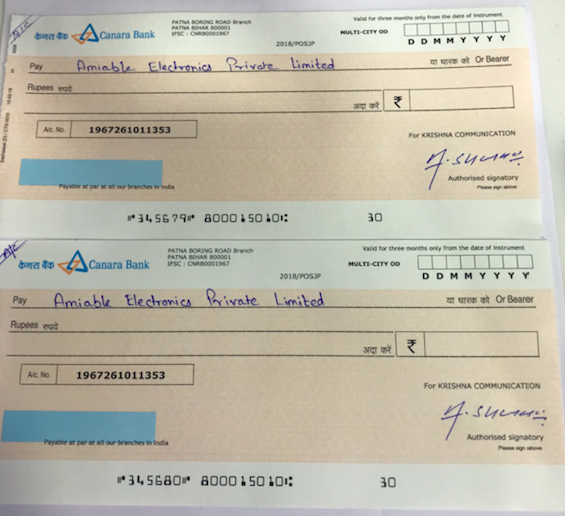 A/C
केनरा बैंक Canara Bank
PATNA BORING ROAD Branch
PATNA BIHAR 800001
IFSC : CNRB0001967
2018/POSJP
Valid for three months only from the date of instrument
MULTI-CITY OD
D D M M Y Y Y Y
Pay Amiable Electronics Private Limited या धारक को Or Bearer
Rupees रुपये
अदा करें ₹
A/c. No. 1967261011353
For KRISHNA COMMUNICATION
Authorised signatory
Please sign above
Payable at par at all our branches in India
⑈345679⑈ 800015010⑆ 30
A/C
केनरा बैंक Canara Bank
PATNA BORING ROAD Branch
PATNA BIHAR 800001
IFSC : CNRB0001967
2018/POSJP
Valid for three months only from the date of instrument
MULTI-CITY OD
D D M M Y Y Y Y
Pay Amiable Electronics Private Limited या धारक को Or Bearer
Rupees रुपये
अदा करें ₹
A/c. No. 1967261011353
For KRISHNA COMMUNICATION
Authorised signatory
Please sign above
Payable at par at all our branches in India
⑈345680⑈ 800015010⑆ 30